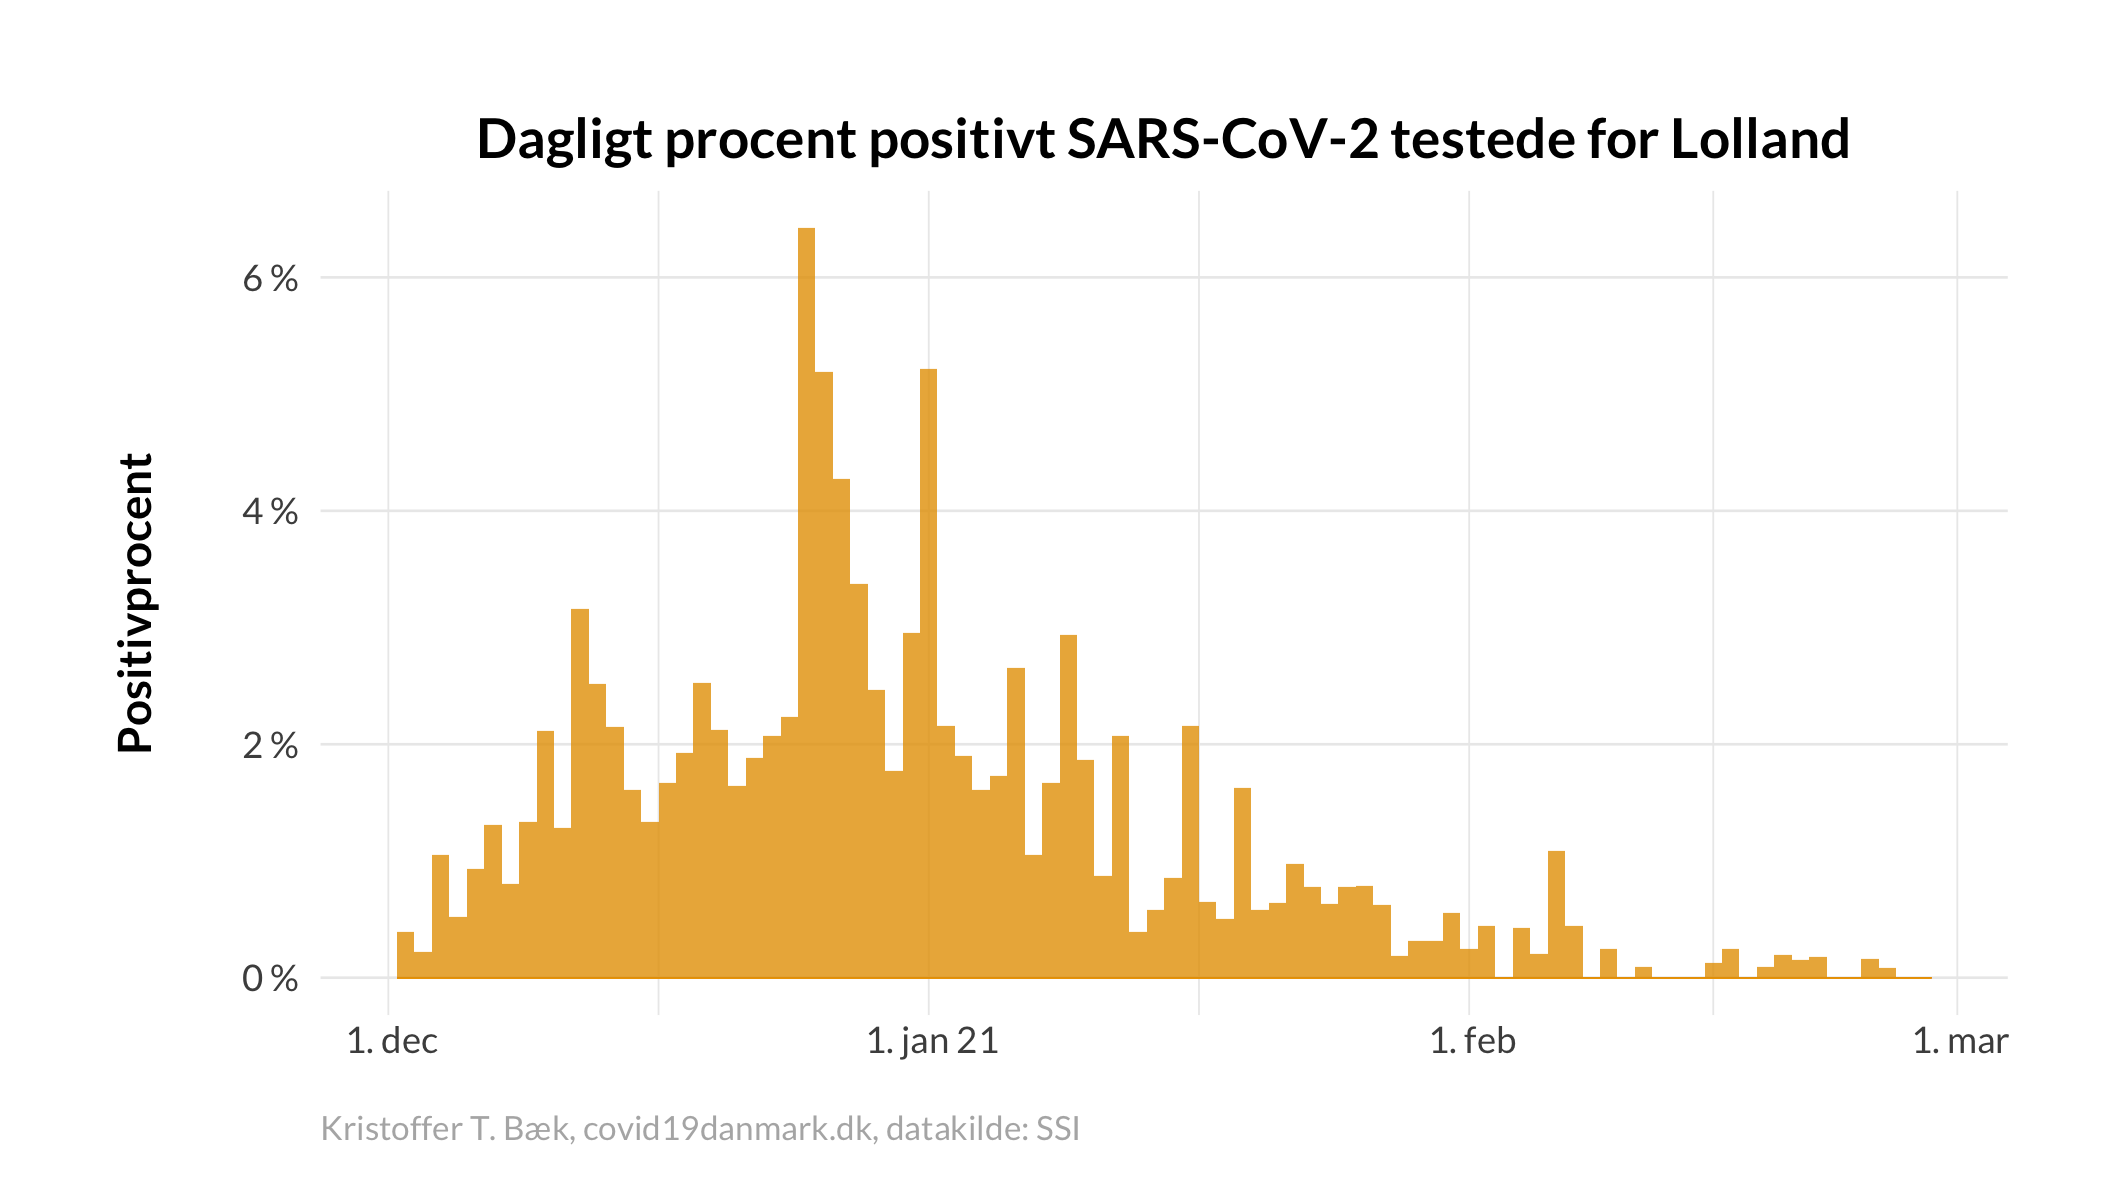 Dagligt procent positivt SARS-CoV-2 testede for Lolland
Positivprocent
6 %
4 %
2 %
0 %
1. dec
1. jan 21
1. feb
1. mar
Kristoffer T. Bæk, covid19danmark.dk, datakilde: SSI